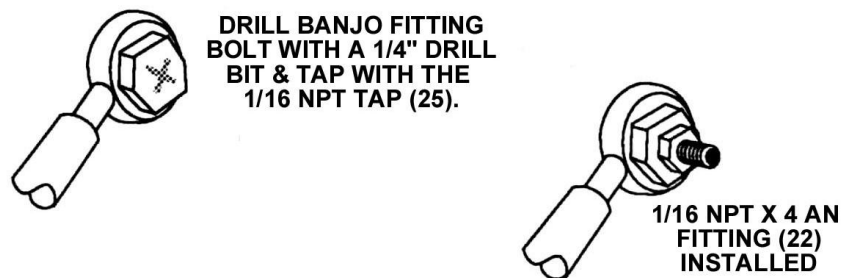 DRILL BANJO FITTING
BOLT WITH A 1/4" DRILL
BIT & TAP WITH THE
1/16 NPT TAP (25).
1/16 NPT X 4 AN
FITTING (22)
INSTALLED